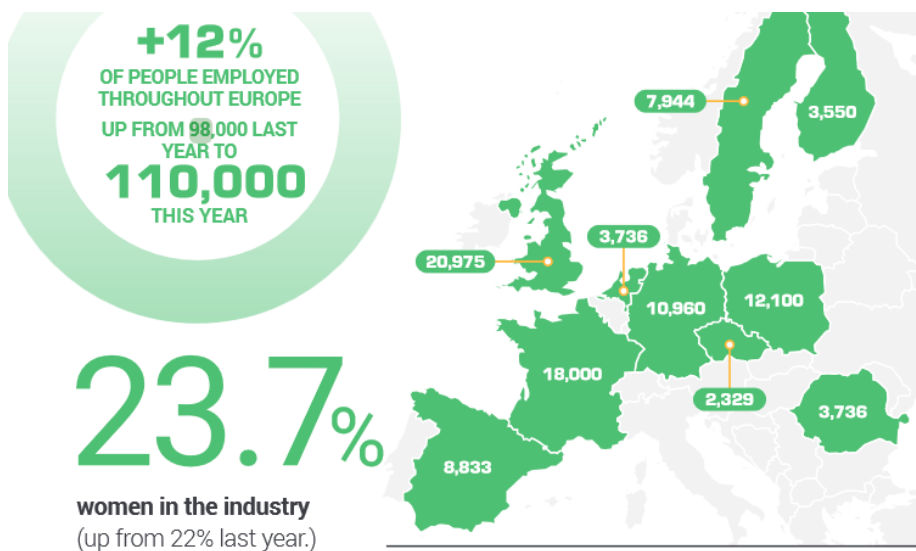 +12%
OF PEOPLE EMPLOYED
THROUGHOUT EUROPE
UP FROM 98,000 LAST
YEAR TO
110,000
THIS YEAR
7,944
3,550
3,736
20,975
10,960
12,100
18,000
2,329
3,736
8,833
23.7%
women in the industry
(up from 22% last year.)